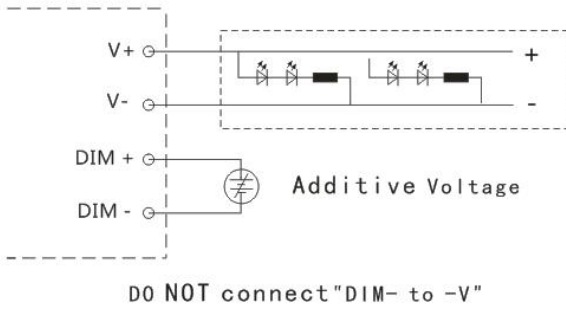 V+
+
V-
-
DIM +
Additive Voltage
DIM -
DO NOT connect"DIM- to -V"